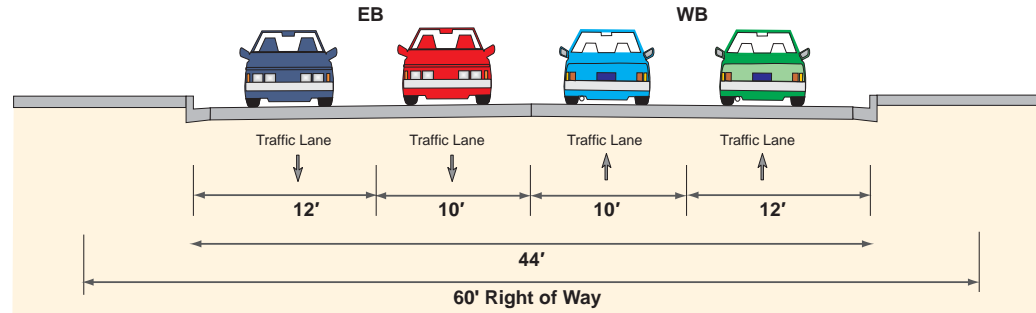 EB
WB
Traffic Lane
Traffic Lane
Traffic Lane
Traffic Lane
12′
10′
10′
12′
44′
60' Right of Way